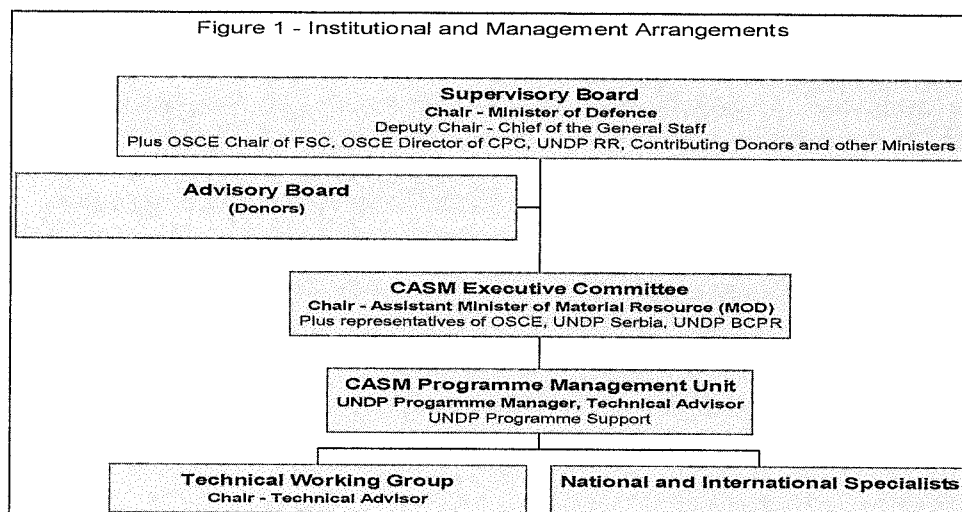 Figure 1 - Institutional and Management Arrangements
Supervisory Board
Chair - Minister of Defence
Deputy Chair - Chief of the General Staff
Plus OSCE Chair of FSC, OSCE Director of CPC, UNDP RR, Contributing Donors and other Ministers
Advisory Board
(Donors)
CASM Executive Committee
Chair - Assistant Minister of Material Resource (MOD)
Plus representatives of OSCE, UNDP Serbia, UNDP BCPR
CASM Programme Management Unit
UNDP Progarmme Manager, Technical Advisor
UNDP Programme Support
Technical Working Group
Chair - Technical Advisor
National and International Specialists